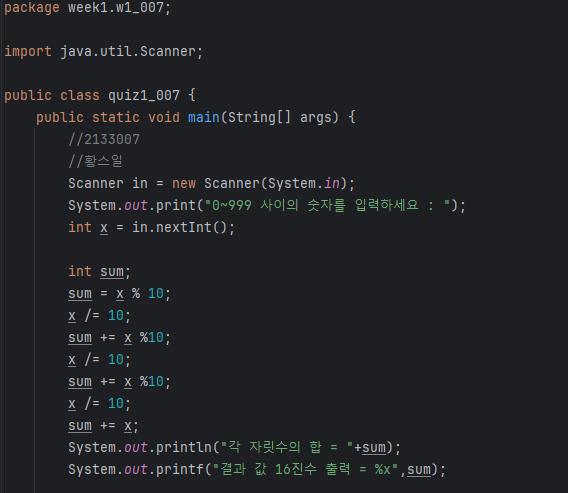 package week1.w1_007;
import java.util.Scanner;
public class quiz1_007 {
public static void main(String[] args) {
//2133007
//황스일
Scanner in = new Scanner(System.in);
System.out.print("0~999 사이의 숫자를 입력하세요 : ");
int x = in.nextInt();
int sum;
sum = x % 10;
x /= 10;
sum += x %10;
x /= 10;
sum += x %10;
x /= 10;
sum += x;
System.out.println("각 자릿수의 합 = "+sum);
System.out.printf("결과 값 16진수 출력 = %x",sum);